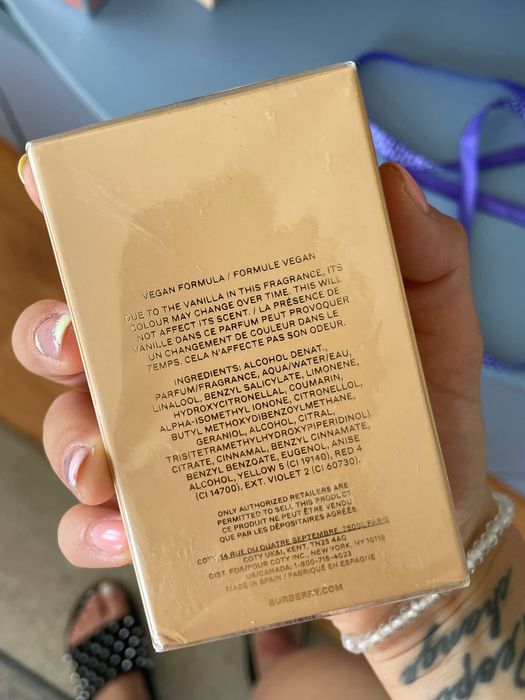 VEGAN FORMULA / FORMULE VEGAN
DUE TO THE VANILLA IN THIS FRAGRANCE, ITS
COLOUR MAY CHANGE OVER TIME. THIS WILL
NOT AFFECT ITS SCENT. / LA PRÉSENCE DE
VANILLE DANS CE PARFUM PEUT PROVOQUER
UN CHANGEMENT DE COULEUR DANS LE
TEMPS. CELA N'AFFECTE PAS SON ODEUR.
INGREDIENTS: ALCOHOL DENAT.,
PARFUM/FRAGRANCE, AQUA/WATER/EAU,
LINALOOL, BENZYL SALICYLATE, LIMONENE,
HYDROXYCITRONELLAL, COUMARIN,
ALPHA-ISOMETHYL IONONE, CITRONELLOL,
BUTYL METHOXYDIBENZOYLMETHANE,
GERANIOL, ALCOHOL, CITRAL,
TRIS(TETRAMETHYLHYDROXYPIPERIDINOL)
CITRATE, CINNAMAL, BENZYL CINNAMATE,
BENZYL BENZOATE, EUGENOL, ANISE
ALCOHOL, YELLOW 5 (CI 19140), RED 4
(CI 14700), EXT. VIOLET 2 (CI 60730).
ONLY AUTHORIZED RETAILERS ARE
PERMITTED TO SELL THIS PRODUCT.
CE PRODUIT NE PEUT ÊTRE VENDU
QUE PAR LES DÉPOSITAIRES AGRÉÉS.
COTY, 14 RUE DU QUATRE SEPTEMBRE 75001 PARIS
COTY UK&I, KENT, TN25 4AQ
DIST. FOR/POUR COTY INC., NEW YORK, NY 10118
US/CANADA: 1-800-715-4023
MADE IN SPAIN / FABRIQUÉ EN ESPAGNE
BURBERRY.COM
change